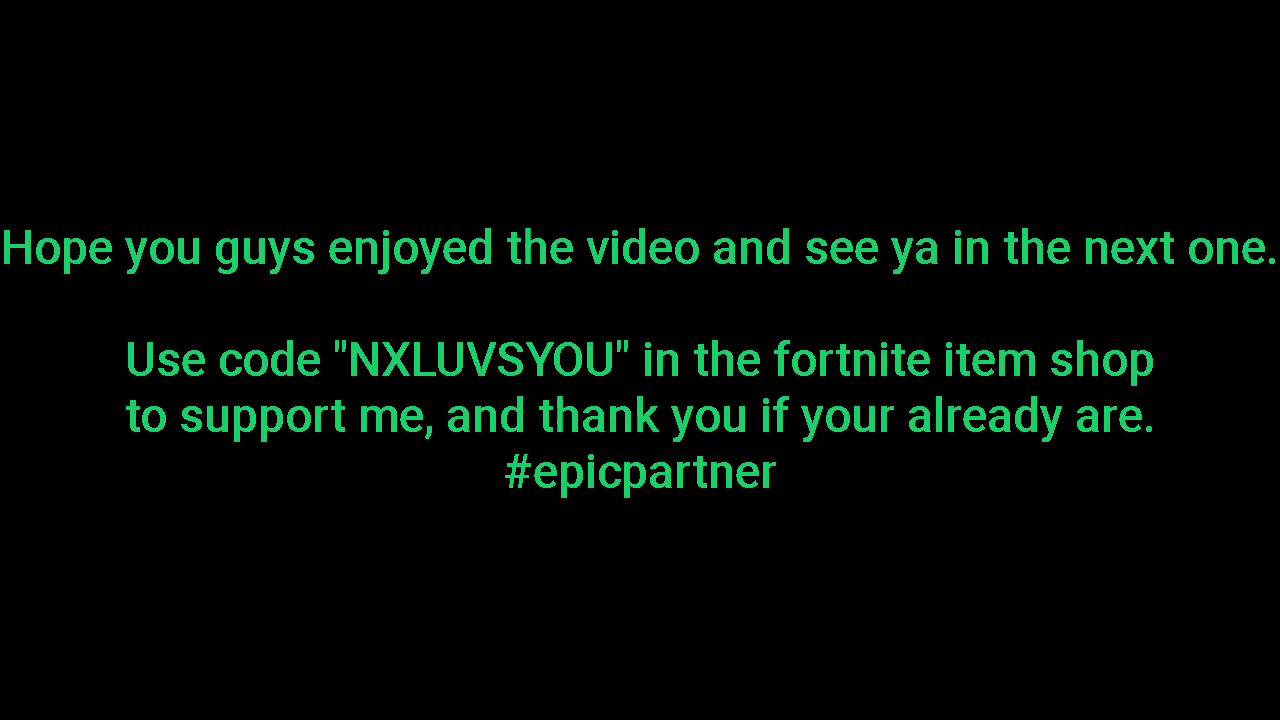 Hope you guys enjoyed the video and see ya in the next one.
Use code "NXLUVSYOU" in the fortnite item shop
to support me, and thank you if your already are.
#epicpartner